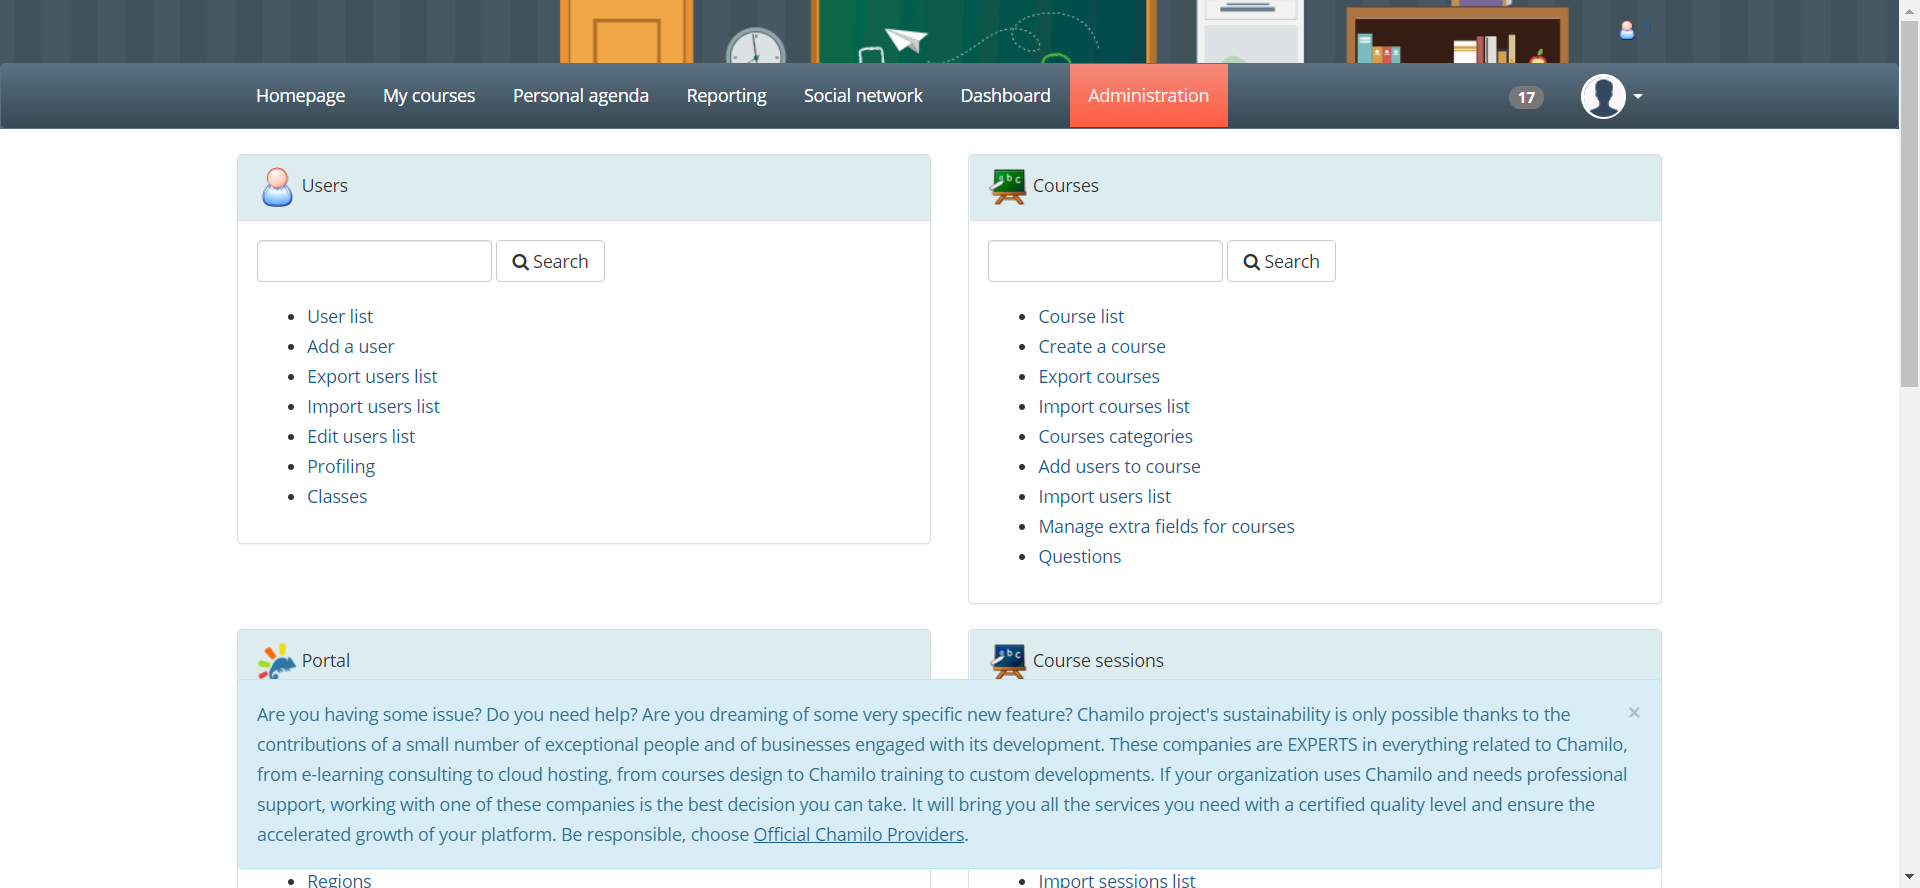 Homepage
My courses
Personal agenda
Reporting
Social network
Dashboard
Administration
17
Users
Search
User list
Add a user
Export users list
Import users list
Edit users list
Profiling
Classes
Courses
Search
Course list
Create a course
Export courses
Import courses list
Courses categories
Add users to course
Import users list
Manage extra fields for courses
Questions
Portal
Course sessions
Are you having some issue? Do you need help? Are you dreaming of some very specific new feature? Chamilo project's sustainability is only possible thanks to the
contributions of a small number of exceptional people and of businesses engaged with its development. These companies are EXPERTS in everything related to Chamilo,
from e-learning consulting to cloud hosting, from courses design to Chamilo training to custom developments. If your organization uses Chamilo and needs professional
support, working with one of these companies is the best decision you can take. It will bring you all the services you need with a certified quality level and ensure the
accelerated growth of your platform. Be responsible, choose Official Chamilo Providers.
×
Regions
Import sessions list